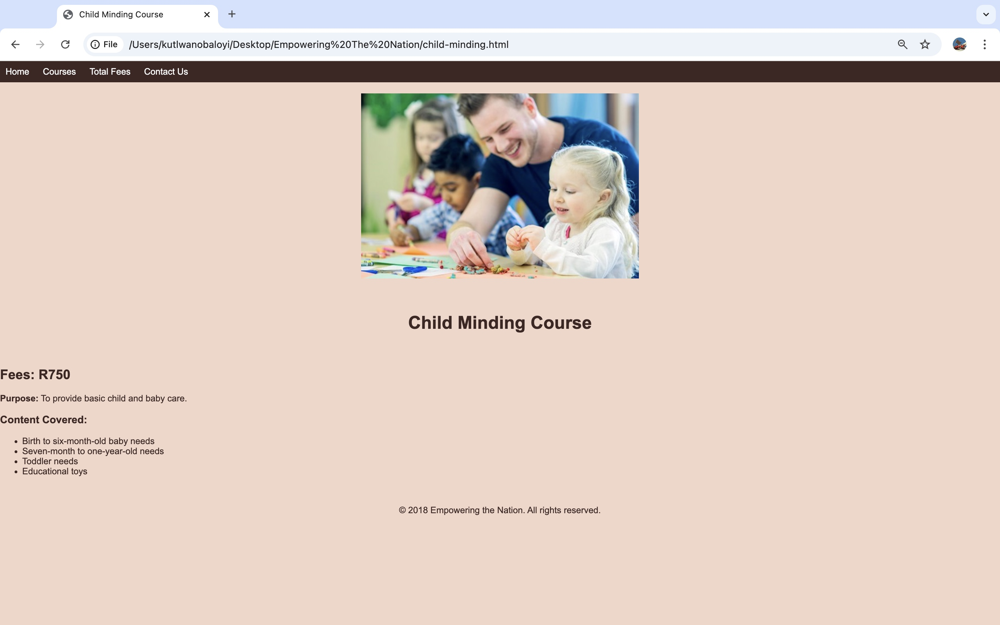 Child Minding Course
File
/Users/kutlwanobaloyi/Desktop/Empowering%20The%20Nation/child-minding.html
Home Courses Total Fees Contact Us
Child Minding Course
Fees: R750
Purpose: To provide basic child and baby care.
Content Covered:
• Birth to six-month-old baby needs
• Seven-month to one-year-old needs
• Toddler needs
• Educational toys
© 2018 Empowering the Nation. All rights reserved.